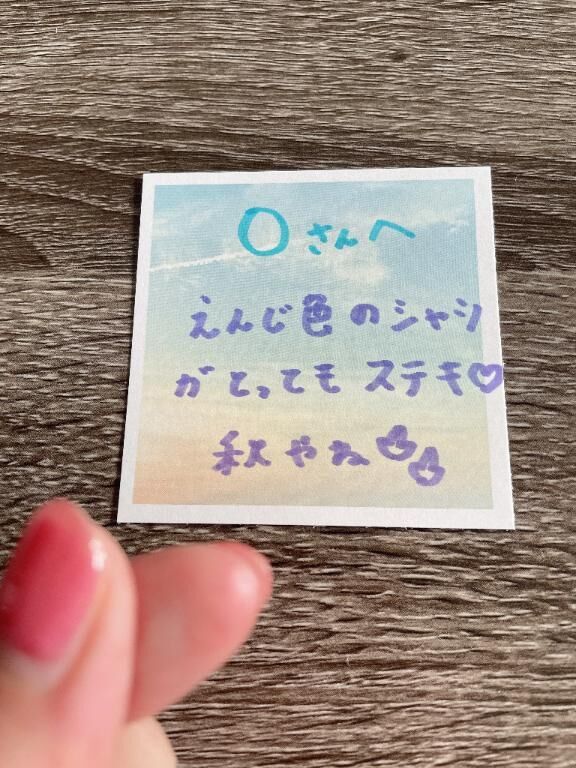 Oさんへ
えんじ色のシャツ
がとってもステキ♡
秋やね